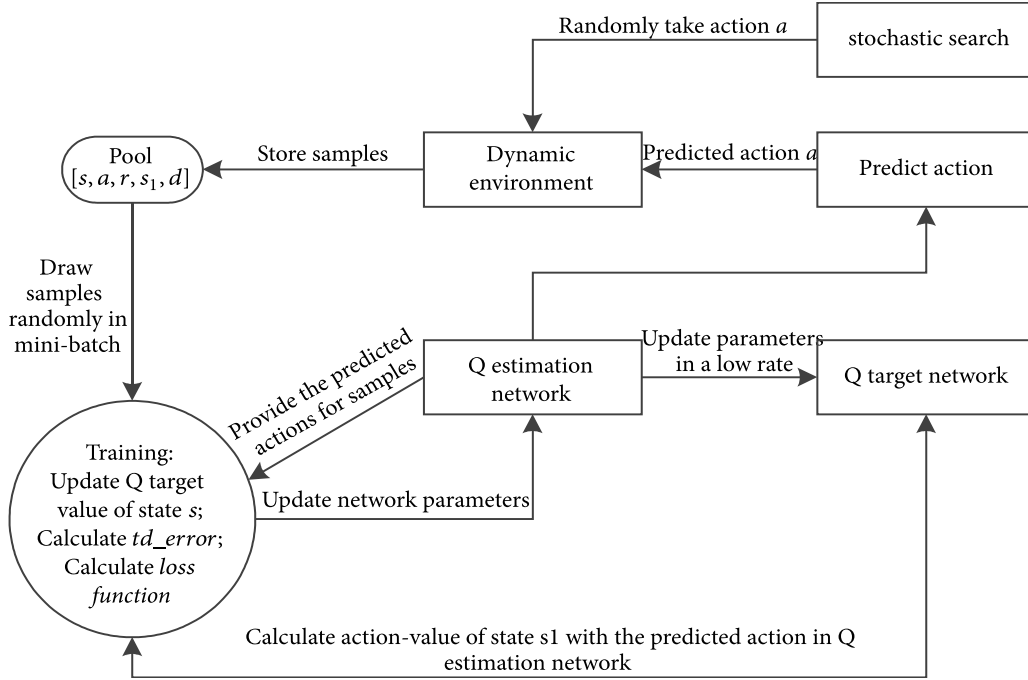 Randomly take action a
stochastic search
Pool
[s, a, r, s₁, d]
Store samples
Dynamic
environment
Predicted action a
Predict action
Draw
samples
randomly in
mini-batch
Provide the predicted
actions for samples
Q estimation
network
Update parameters
in a low rate
Q target network
Training:
Update Q target
value of state s;
Calculate td_error;
Calculate loss
function
Update network parameters
Calculate action-value of state s1 with the predicted action in Q
estimation network